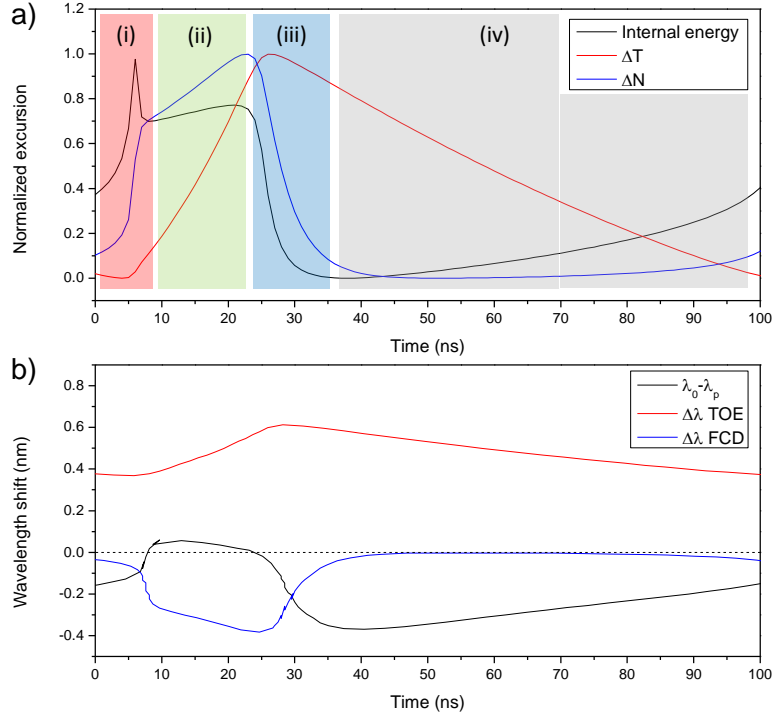 a)
(i)
(ii)
(iii)
(iv)
Internal energy
ΔT
ΔN
Normalized excursion
1.2
1.0
0.8
0.6
0.4
0.2
0.0
0 10 20 30 40 50 60 70 80 90 100
Time (ns)
b)
λ0-λp
Δλ TOE
Δλ FCD
Wavelength shift (nm)
0.8
0.6
0.4
0.2
0.0
-0.2
-0.4
0 10 20 30 40 50 60 70 80 90 100
Time (ns)